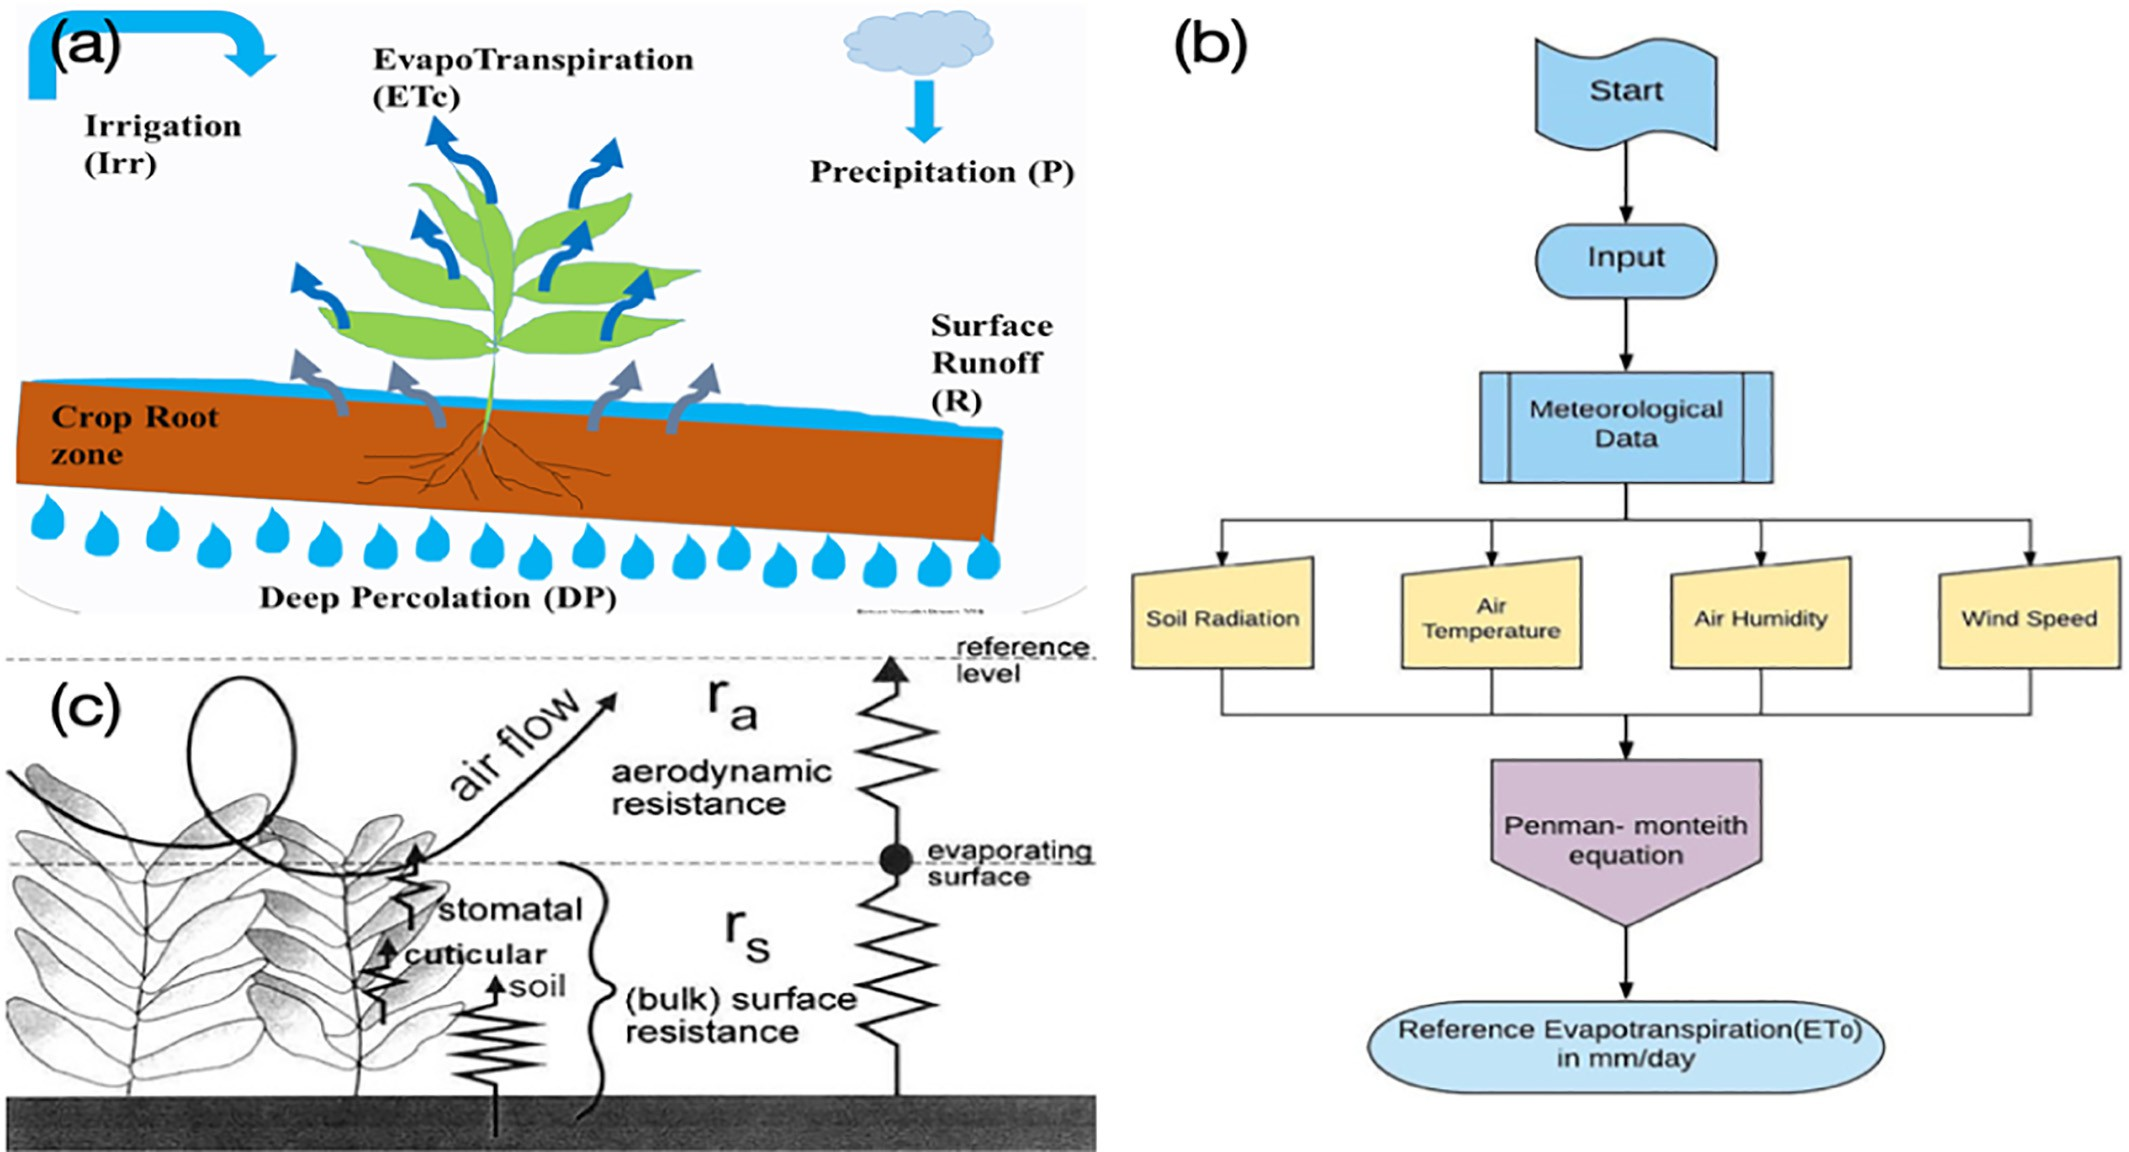 (a)
Irrigation
(Irr)
EvapoTranspiration
(ETc)
Precipitation (P)
Surface
Runoff
(R)
Crop Root
zone
Deep Percolation (DP)
(b)
Start
Input
Meteorological
Data
Soil Radiation
Air
Temperature
Air Humidity
Wind Speed
Penman- monteith
equation
Reference Evapotranspiration(ET0)
in mm/day
(c)
air flow
ra
aerodynamic
resistance
reference
level
evaporating
surface
stomatal
cuticular
soil
rs
(bulk) surface
resistance